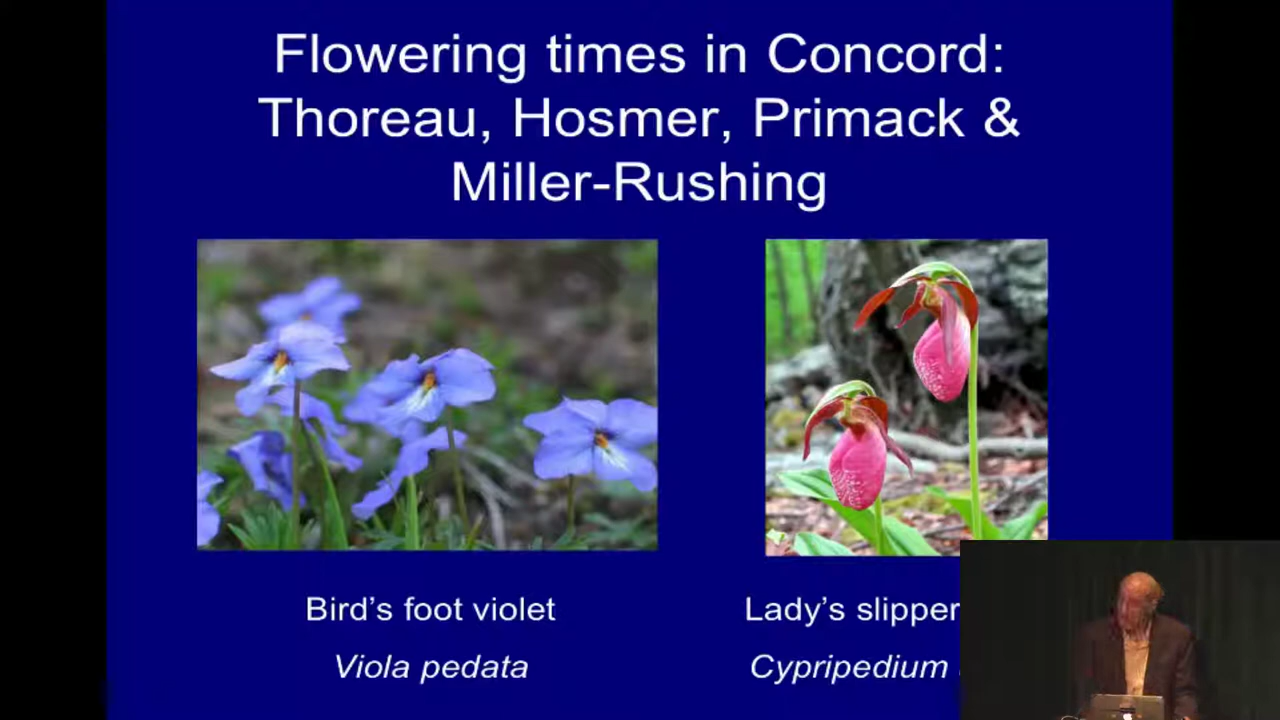 Flowering times in Concord:
Thoreau, Hosmer, Primack &
Miller-Rushing
Bird’s foot violet
Lady’s slipper
Viola pedata
Cypripedium